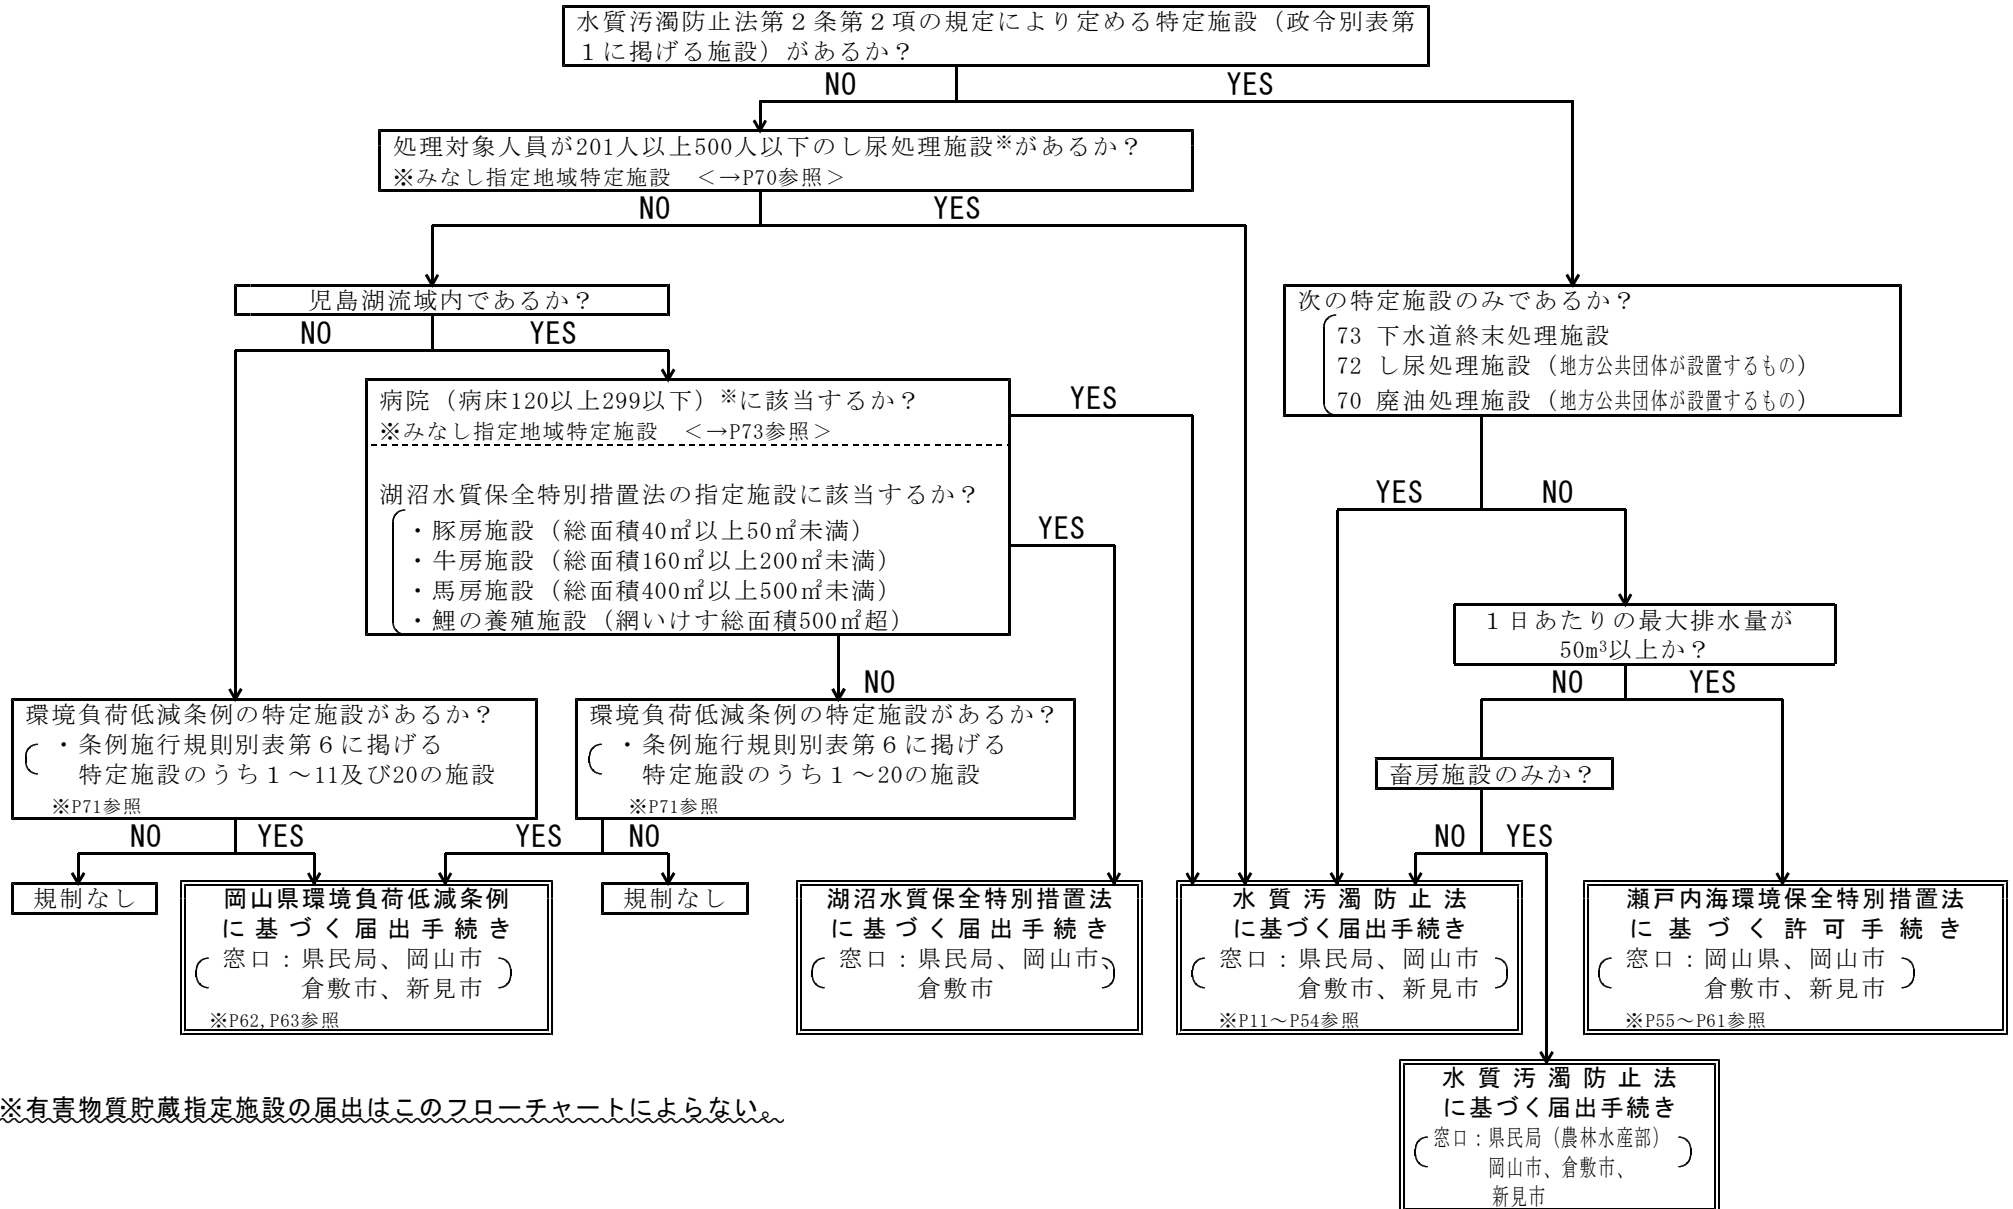 水質汚濁防止法第２条第２項の規定により定める特定施設（政令別表第
１に掲げる施設）があるか？
NO
YES
処理対象人員が201人以上500人以下のし尿処理施設※があるか？
※みなし指定地域特定施設　＜→P70参照＞
NO
YES
児島湖流域内であるか？
NO
YES
次の特定施設のみであるか？
73 下水道終末処理施設
72 し尿処理施設（地方公共団体が設置するもの）
70 廃油処理施設（地方公共団体が設置するもの）
病院（病床120以上299以下）※に該当するか？
※みなし指定地域特定施設　＜→P73参照＞
YES
湖沼水質保全特別措置法の指定施設に該当するか？
・豚房施設（総面積40㎡以上50㎡未満）
・牛房施設（総面積160㎡以上200㎡未満）
・馬房施設（総面積400㎡以上500㎡未満）
・鯉の養殖施設（網いけす総面積500㎡超）
YES
YES
NO
１日あたりの最大排水量が
50m³以上か？
NO
NO
YES
環境負荷低減条例の特定施設があるか？
・条例施行規則別表第６に掲げる
特定施設のうち１～11及び20の施設
※P71参照
環境負荷低減条例の特定施設があるか？
・条例施行規則別表第６に掲げる
特定施設のうち１～20の施設
※P71参照
畜房施設のみか？
NO
YES
YES
NO
NO
YES
規制なし
岡山県環境負荷低減条例
に基づく届出手続き
窓口：県民局、岡山市
倉敷市、新見市
※P62,P63参照
規制なし
湖沼水質保全特別措置法
に基づく届出手続き
窓口：県民局、岡山市、
倉敷市
水質汚濁防止法
に基づく届出手続き
窓口：県民局、岡山市
倉敷市、新見市
※P11～P54参照
瀬戸内海環境保全特別措置法
に基づく許可手続き
窓口：岡山県、岡山市
倉敷市、新見市
※P55～P61参照
水質汚濁防止法
に基づく届出手続き
窓口：県民局（農林水産部）
岡山市、倉敷市、
新見市
※有害物質貯蔵指定施設の届出はこのフローチャートによらない。